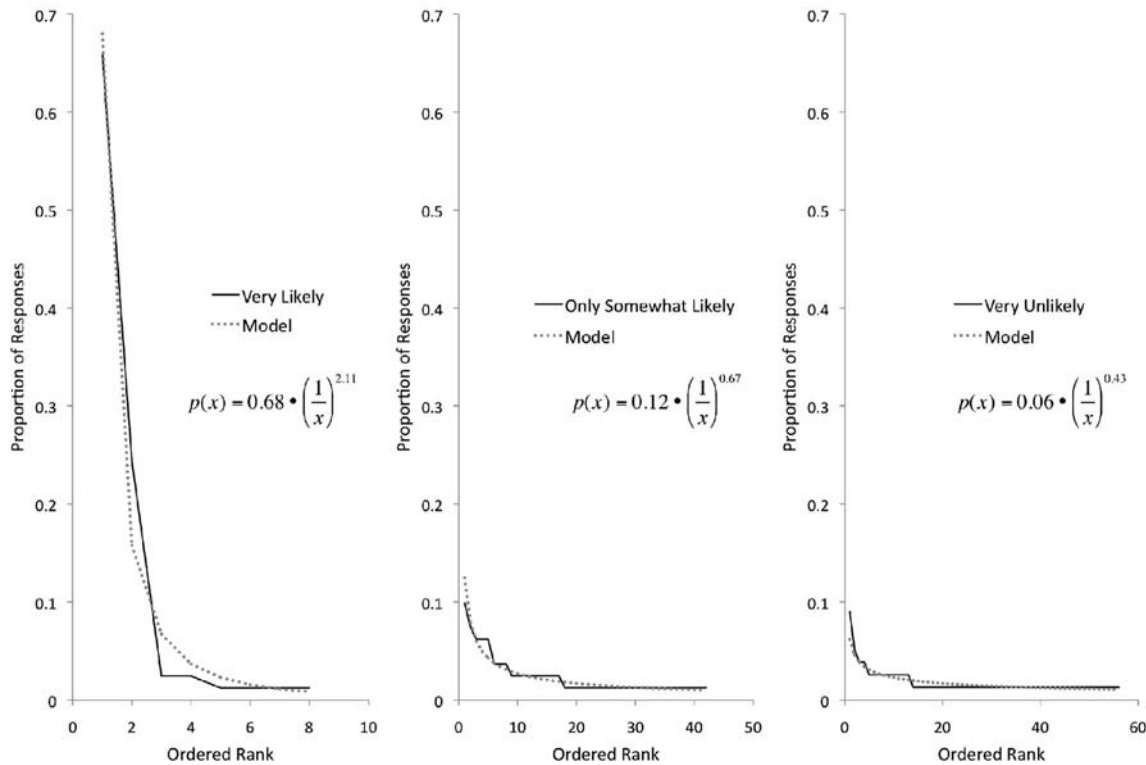 0.7
0.6
0.5
0.4
0.3
0.2
0.1
0
Proportion of Responses
0 2 4 6 8 10
Ordered Rank
Very Likely
Model
p(x) = 0.68 • (1/x)^2.11
0.7
0.6
0.5
0.4
0.3
0.2
0.1
0
Proportion of Responses
0 10 20 30 40 50
Ordered Rank
Only Somewhat Likely
Model
p(x) = 0.12 • (1/x)^0.67
0.7
0.6
0.5
0.4
0.3
0.2
0.1
0
Proportion of Responses
0 20 40 60
Ordered Rank
Very Unlikely
Model
p(x) = 0.06 • (1/x)^0.43